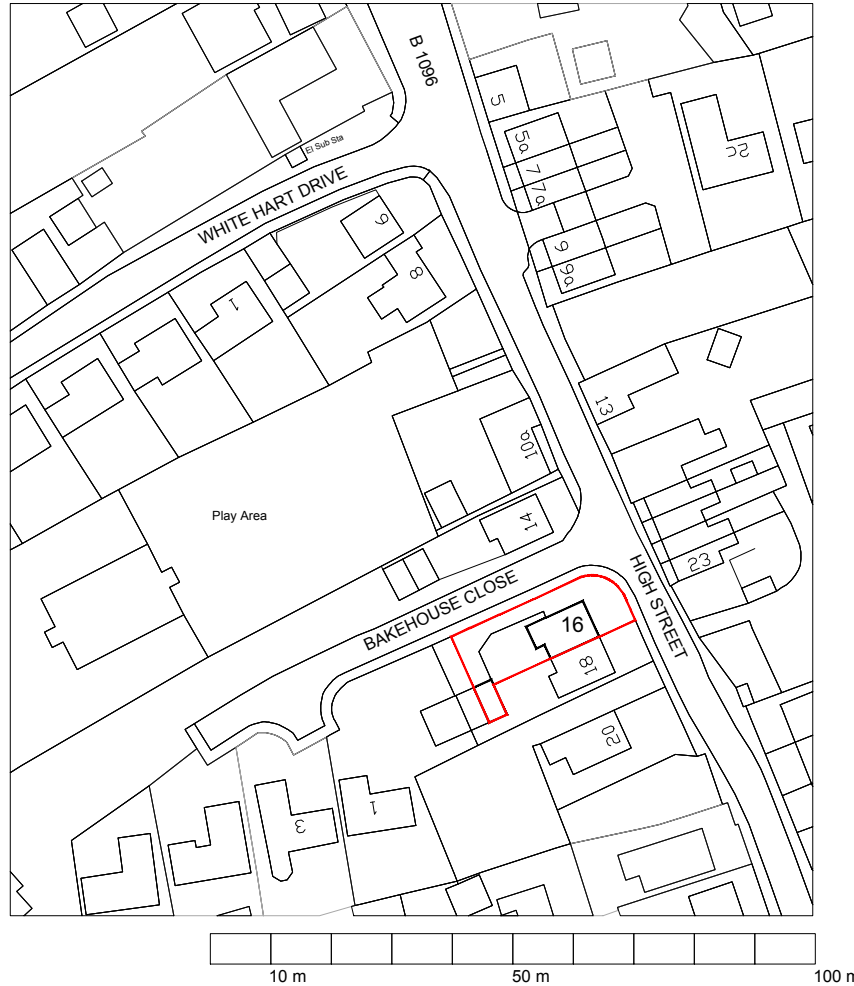 B 1096
5
5a
7
7a
5c
El Sub Sta
WHITE HART DRIVE
6
8
9
9a
1
13
10a
Play Area
14
23
HIGH STREET
BAKEHOUSE CLOSE
16
18
20
1
3
10 m
50 m
100 m